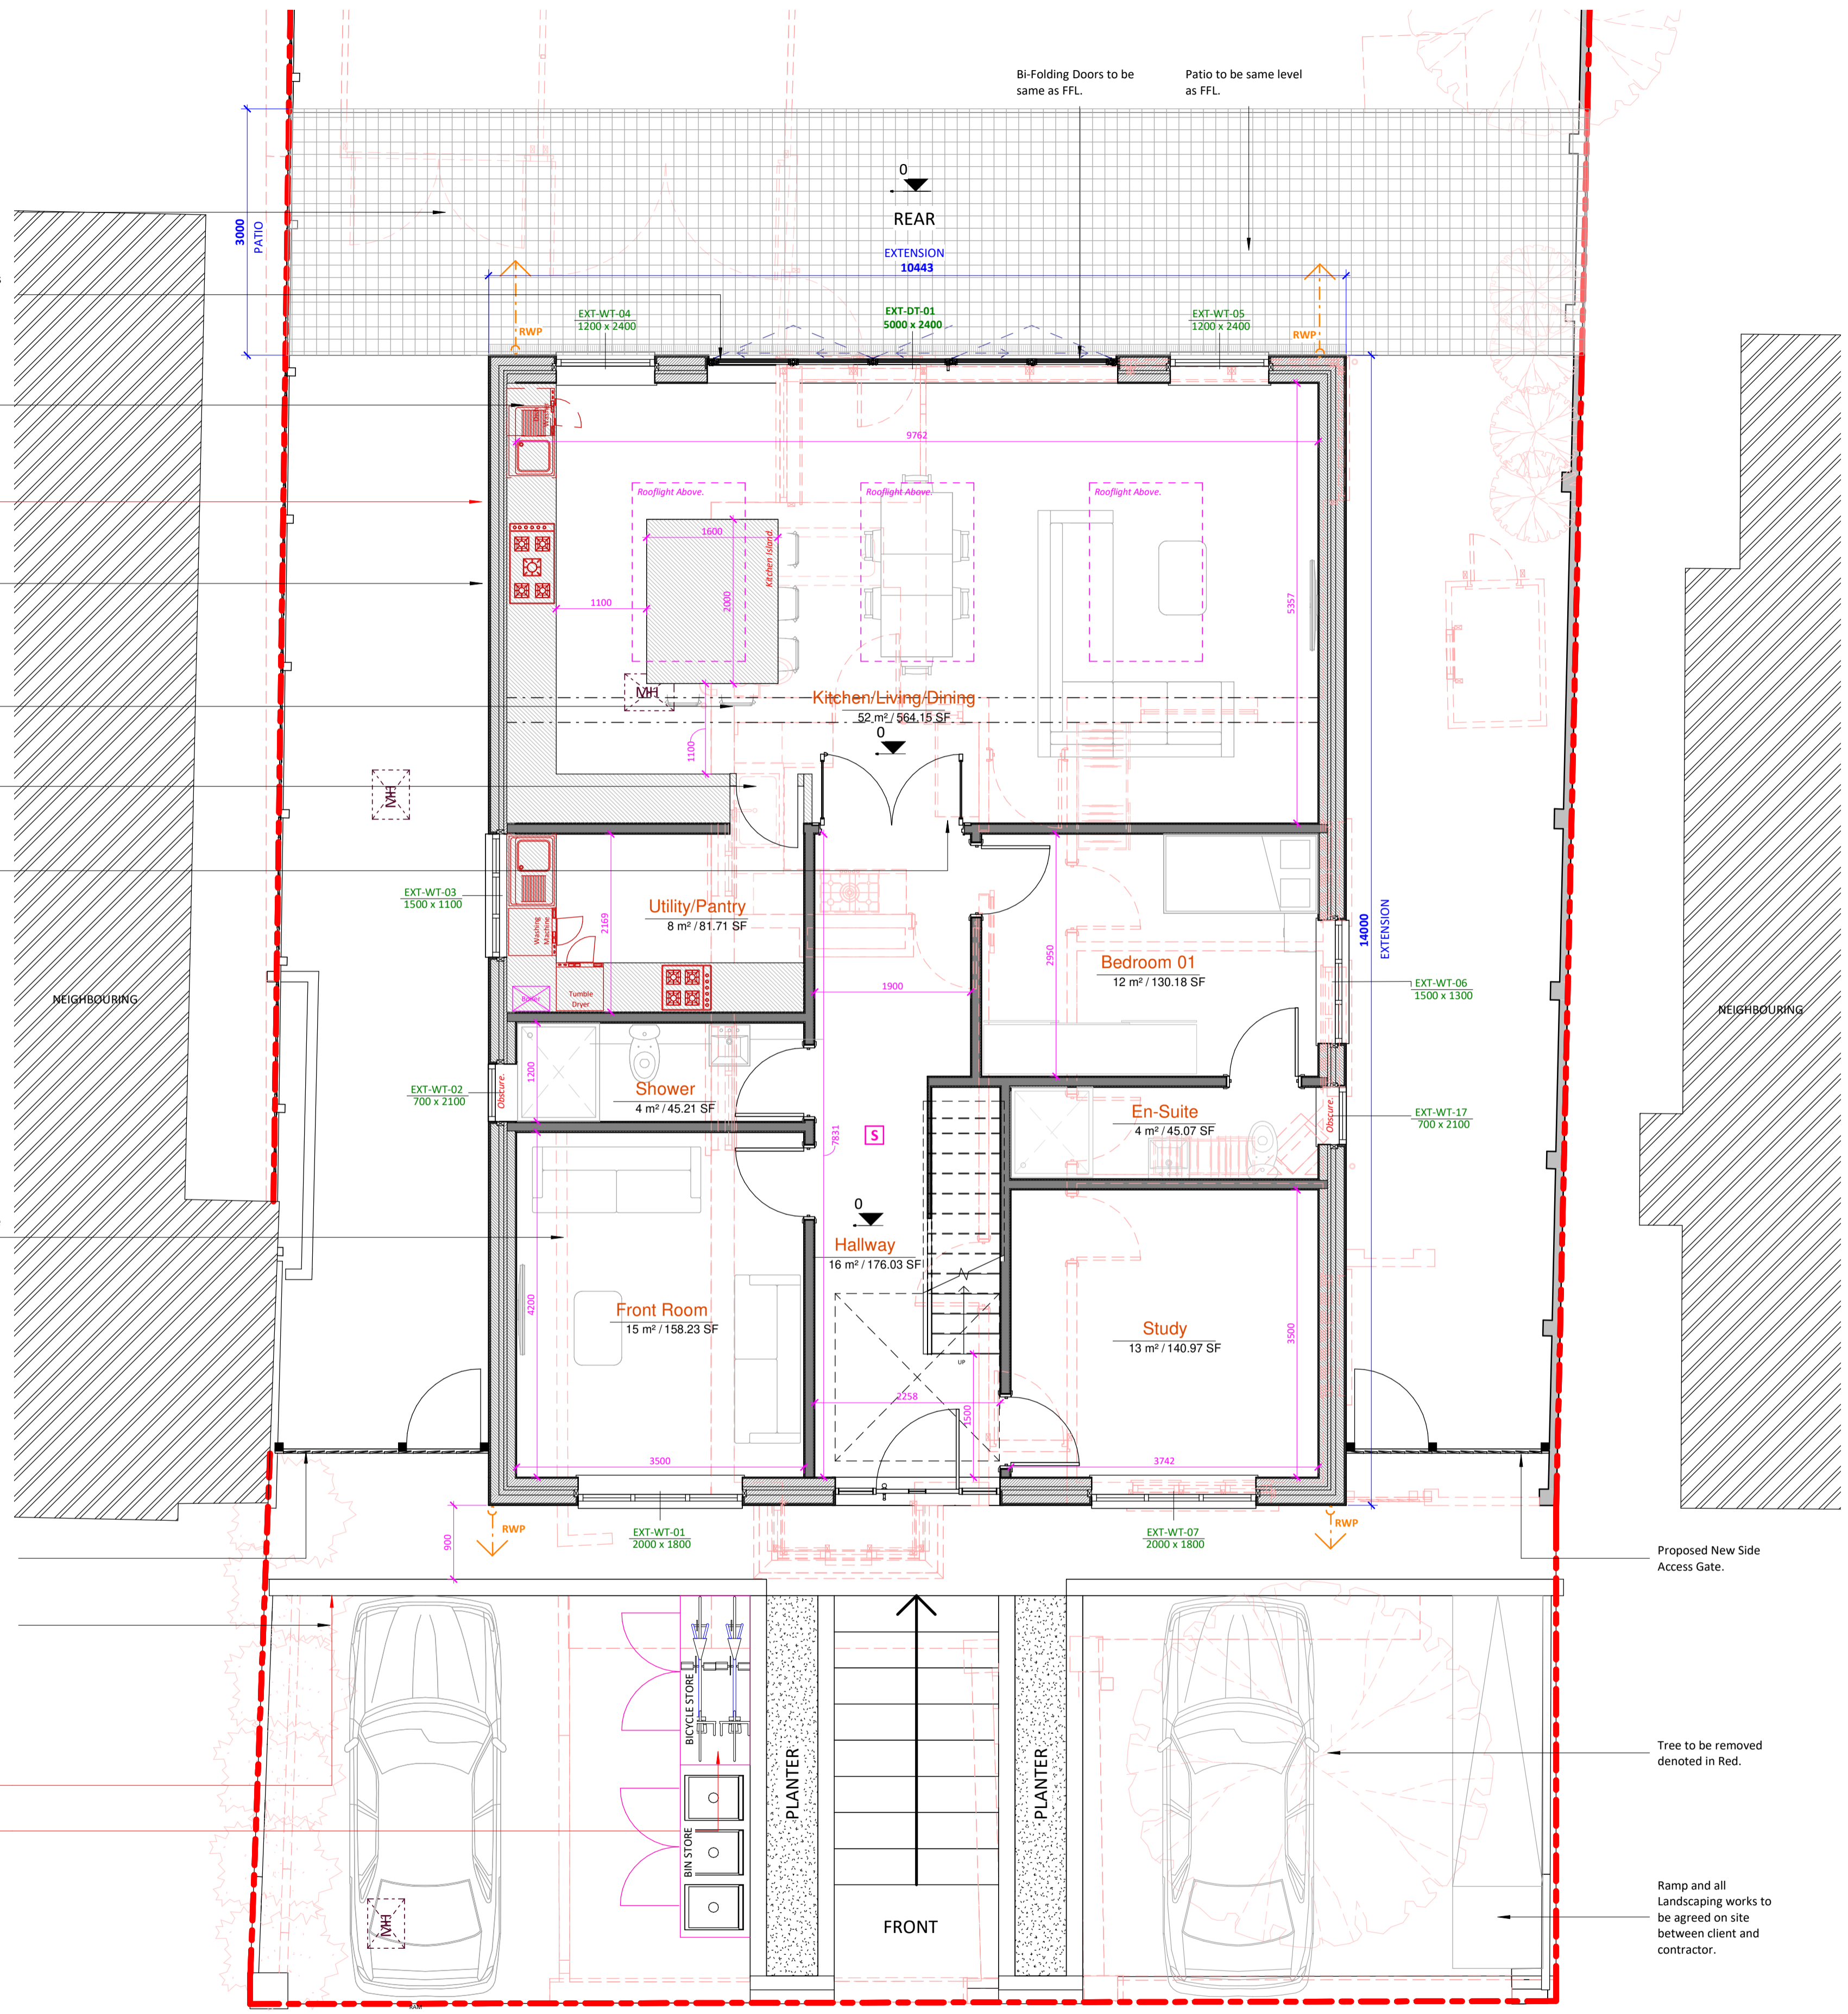 Bi-Folding Doors to be
same as FFL.
Patio to be same level
as FFL.
0
REAR
3000
PATIO
EXTENSION
10443
EXT-WT-04
1200 x 2400
EXT-DT-01
5000 x 2400
EXT-WT-05
1200 x 2400
RWP
RWP
Dish
Washer
9762
Rooflight Above.
Rooflight Above.
Rooflight Above.
1600
Kitchen Island.
1100
2000
5357
MH
Kitchen/Living/Dining
52 m² / 564.15 SF
0
1100
MH
EXT-WT-03
1500 x 1100
Washing
Machine
2169
Utility/Pantry
8 m² / 81.71 SF
Boiler
Tumble
Dryer
1900
2950
Bedroom 01
12 m² / 130.18 SF
14000
EXTENSION
EXT-WT-06
1500 x 1300
NEIGHBOURING
NEIGHBOURING
EXT-WT-02
700 x 2100
Obscure.
1200
Shower
4 m² / 45.21 SF
7831
S
En-Suite
4 m² / 45.07 SF
Obscure.
EXT-WT-17
700 x 2100
0
Hallway
16 m² / 176.03 SF
4200
Front Room
15 m² / 158.23 SF
UP
Study
13 m² / 140.97 SF
3500
2258
1500
3500
3742
RWP
EXT-WT-01
2000 x 1800
EXT-WT-07
2000 x 1800
RWP
900
Proposed New Side
Access Gate.
BICYCLE STORE
PLANTER
PLANTER
BIN STORE
Tree to be removed
denoted in Red.
MH
FRONT
Ramp and all
Landscaping works to
be agreed on site
between client and
contractor.